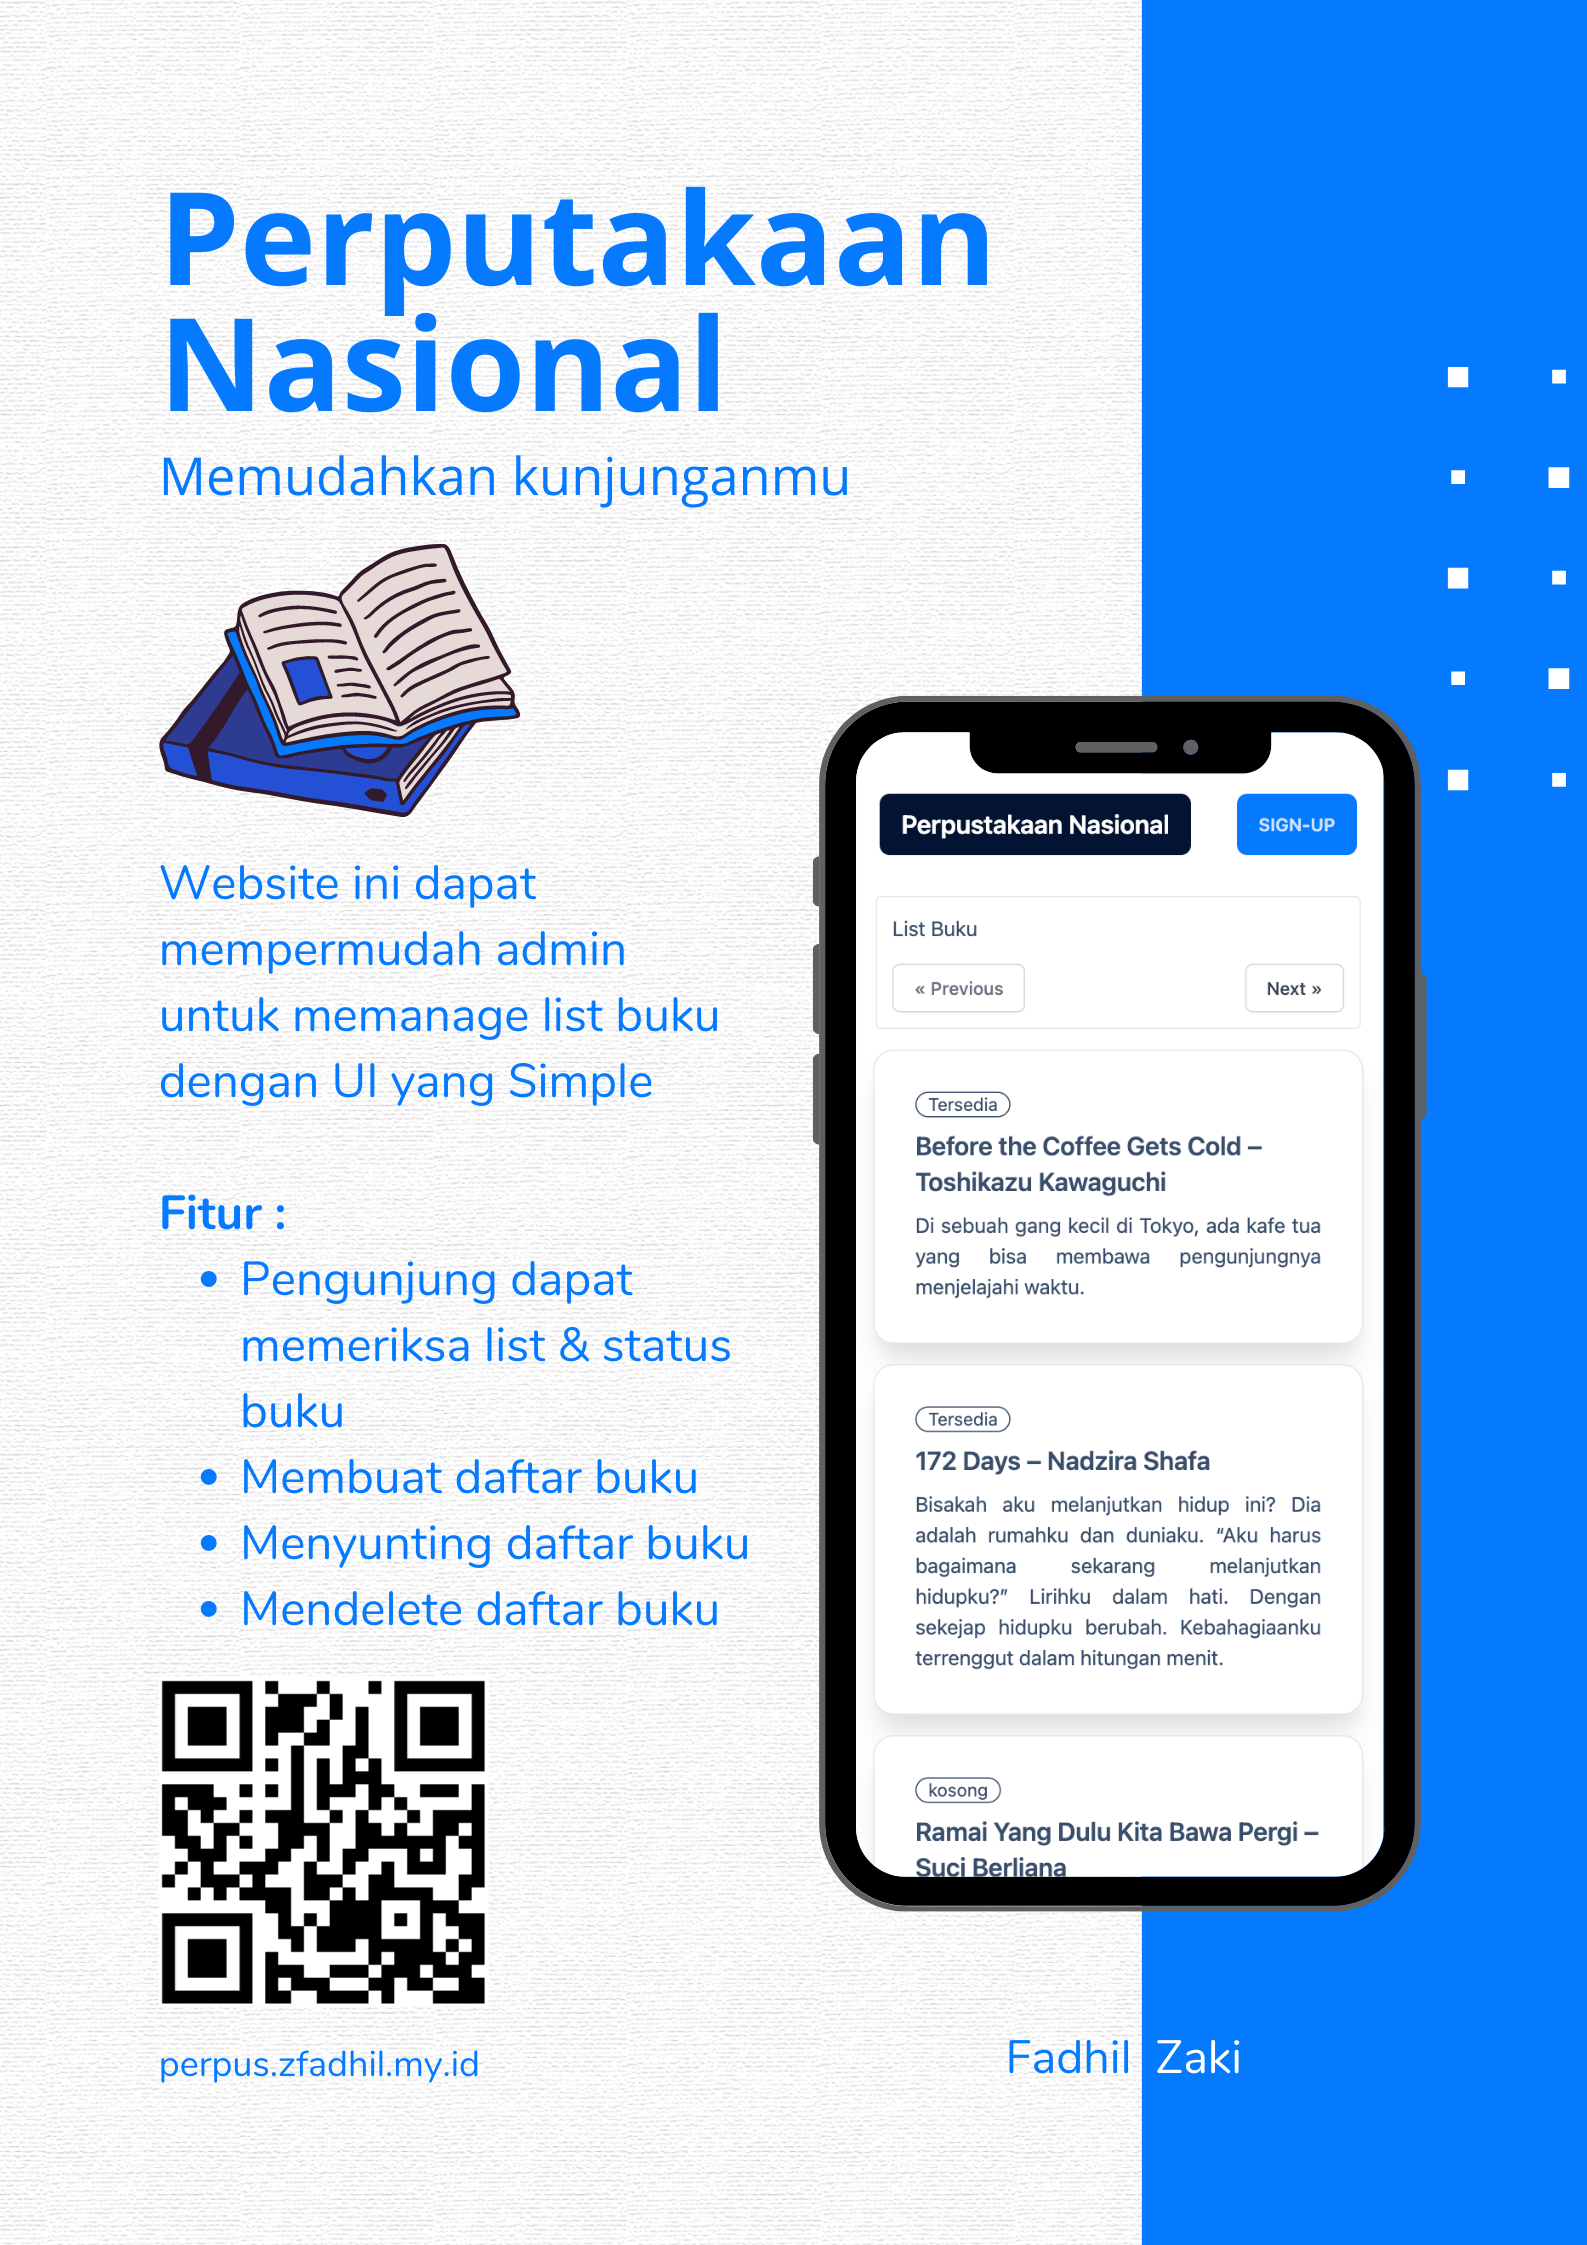 Perputakaan
Nasional
Memudahkan kunjunganmu
Website ini dapat
mempermudah admin
untuk memanage list buku
dengan UI yang Simple
Fitur :
• Pengunjung dapat
memeriksa list & status
buku
• Membuat daftar buku
• Menyunting daftar buku
• Mendelete daftar buku
perpus.zfadhil.my.id
Perpustakaan Nasional
SIGN-UP
List Buku
« Previous
Next »
Tersedia
Before the Coffee Gets Cold –
Toshikazu Kawaguchi
Di sebuah gang kecil di Tokyo, ada kafe tua
yang bisa membawa pengunjungnya
menjelajahi waktu.
Tersedia
172 Days – Nadzira Shafa
Bisakah aku melanjutkan hidup ini? Dia
adalah rumahku dan duniaku. “Aku harus
bagaimana sekarang melanjutkan
hidupku?” Lirihku dalam hati. Dengan
sekejap hidupku berubah. Kebahagiaanku
terrenggut dalam hitungan menit.
kosong
Ramai Yang Dulu Kita Bawa Pergi –
Suci Berliana
Fadhil Zaki